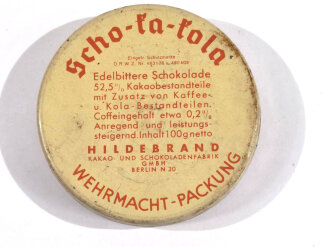 Scho-ka-kola
Eingetr. Schutzmarke
Edelbittere Schokolade
52,5% Kakaobestandteile
mit Zusatz von Kaffee-
u. Kola-Bestandteilen.
Coffeingehalt etwa 0,2%
Anregend und leistungs-
steigernd. Inhalt 100g netto
HILDEBRAND
KAKAO- UND SCHOKOLADENFABRIK
GMBH
BERLIN N 20
WEHRMACHT-PACKUNG